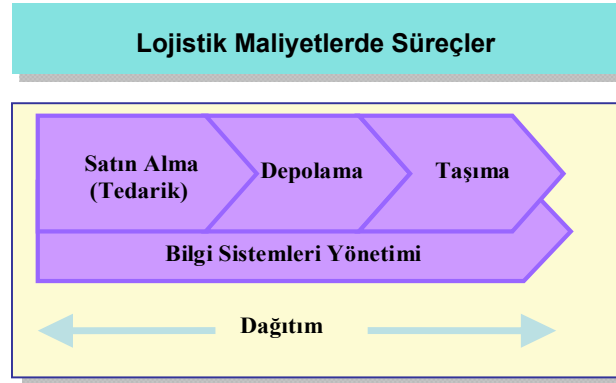 Lojistik Maliyetlerde Süreçler
Satın Alma
(Tedarik)
Depolama
Taşıma
Bilgi Sistemleri Yönetimi
Dağıtım